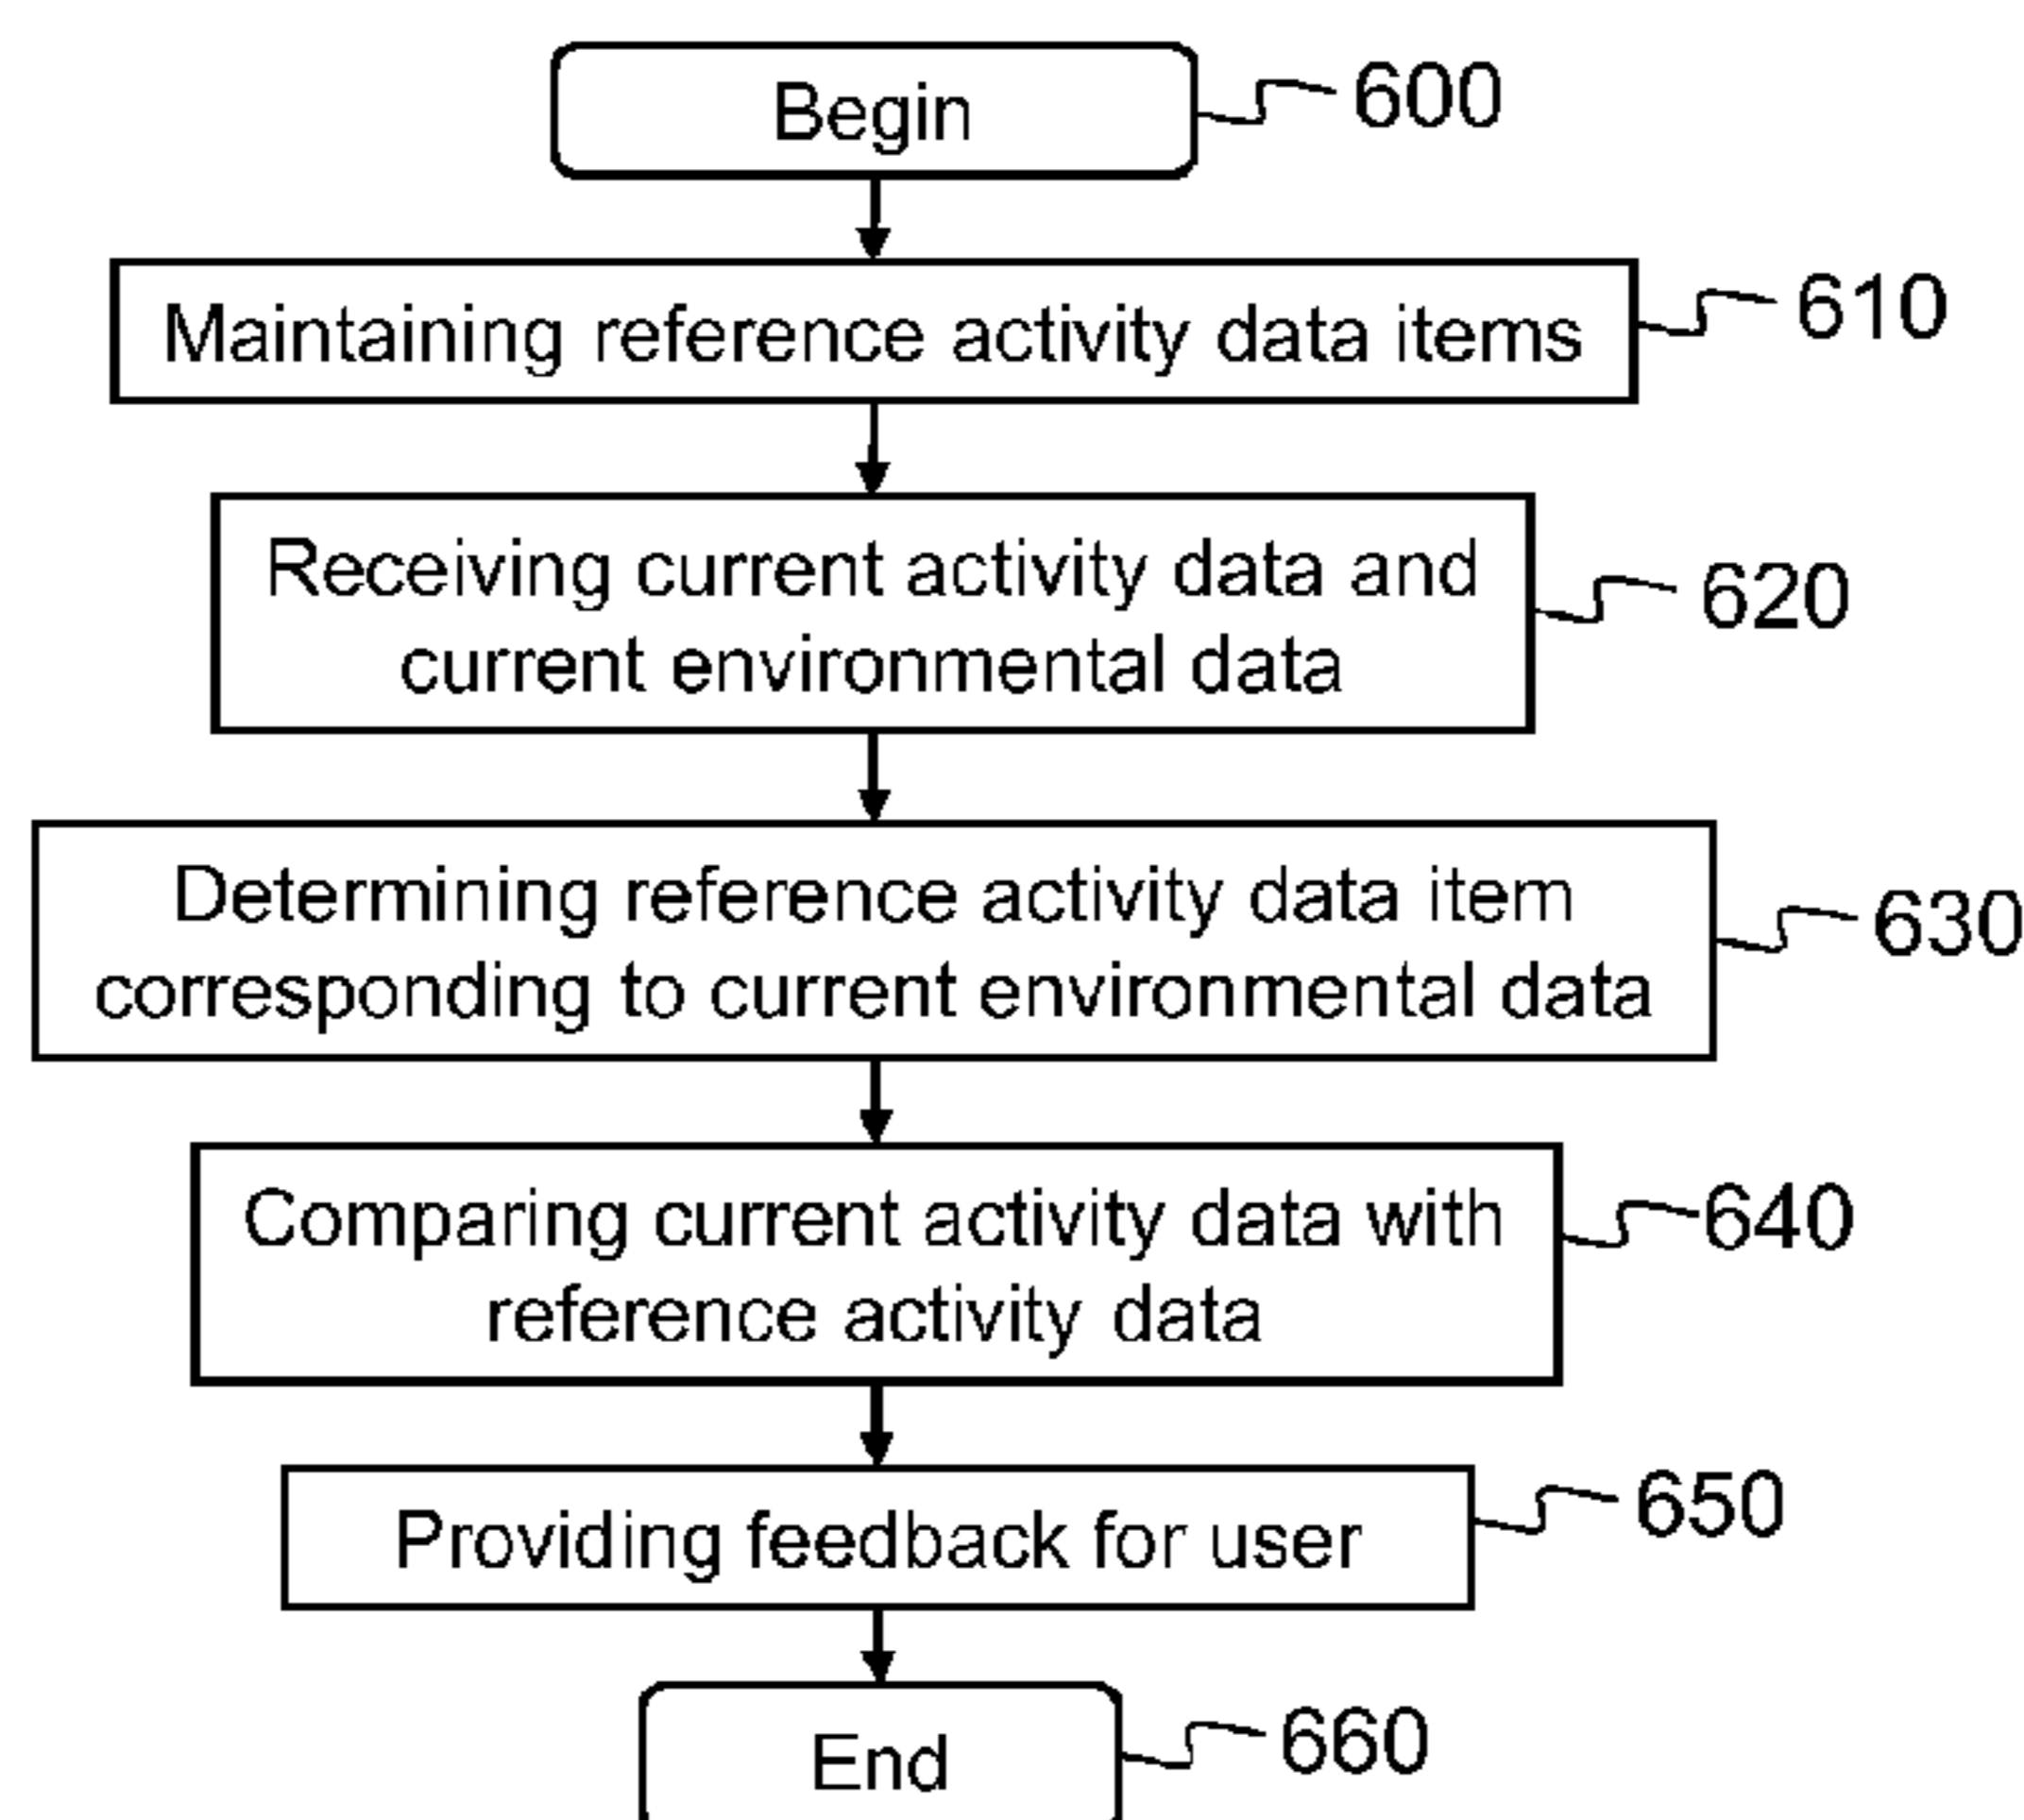 Begin
600
Maintaining reference activity data items
610
Receiving current activity data and
current environmental data
620
Determining reference activity data item
corresponding to current environmental data
630
Comparing current activity data with
reference activity data
640
Providing feedback for user
650
End
660